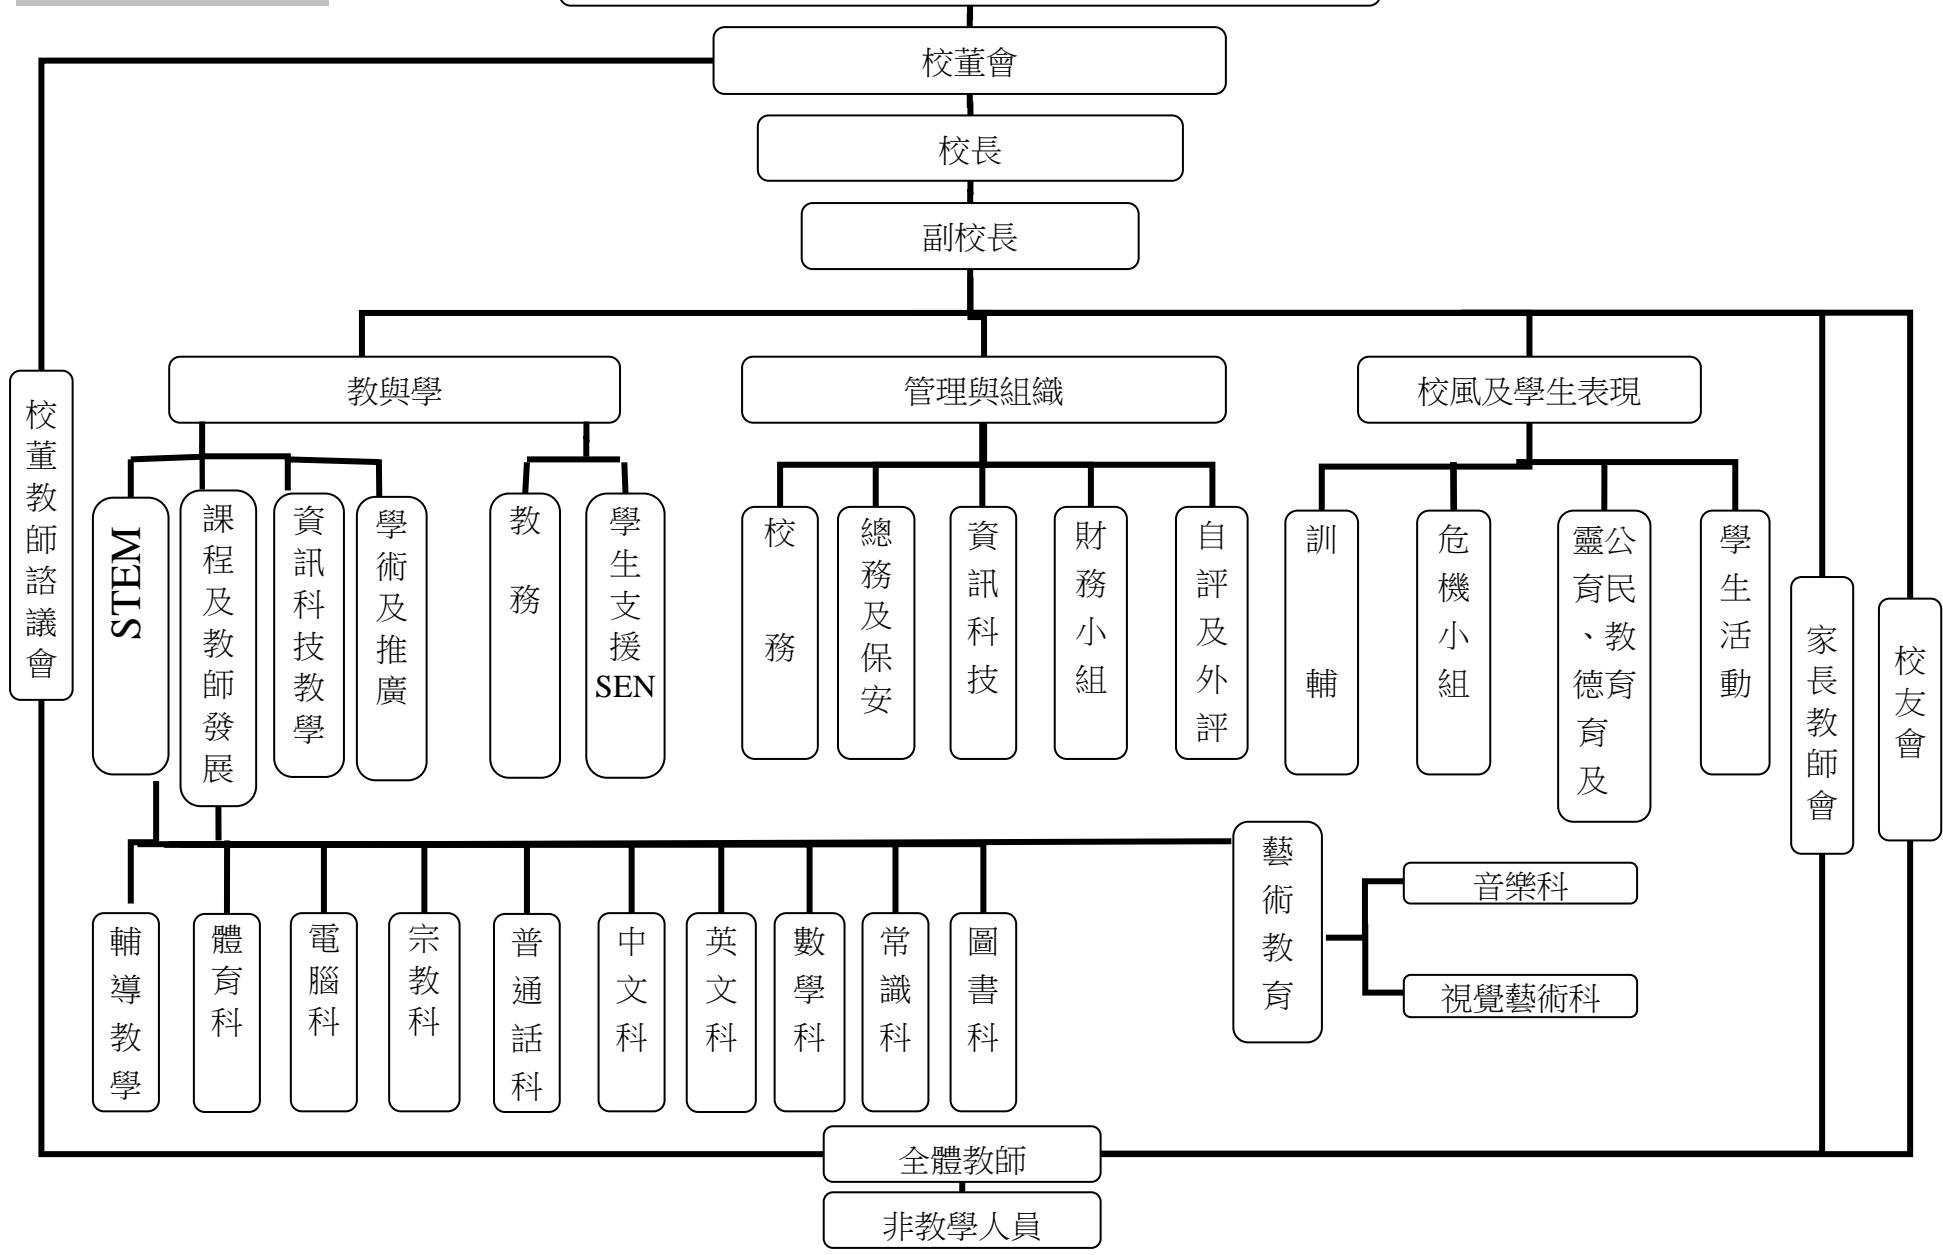 校董會
校長
副校長
教與學
管理與組織
校風及學生表現
校董教師諮議會
STEM
課程及教師發展
資訊科技教學
學術及推廣
教務
學生支援
SEN
校務
總務及保安
資訊科技
財務小組
自評及外評
訓輔
危機小組
公民教育
靈育、德育及
學生活動
家長教師會
校友會
輔導教學
體育科
電腦科
宗教科
普通話科
中文科
英文科
數學科
常識科
圖書科
藝術教育
音樂科
視覺藝術科
全體教師
非教學人員